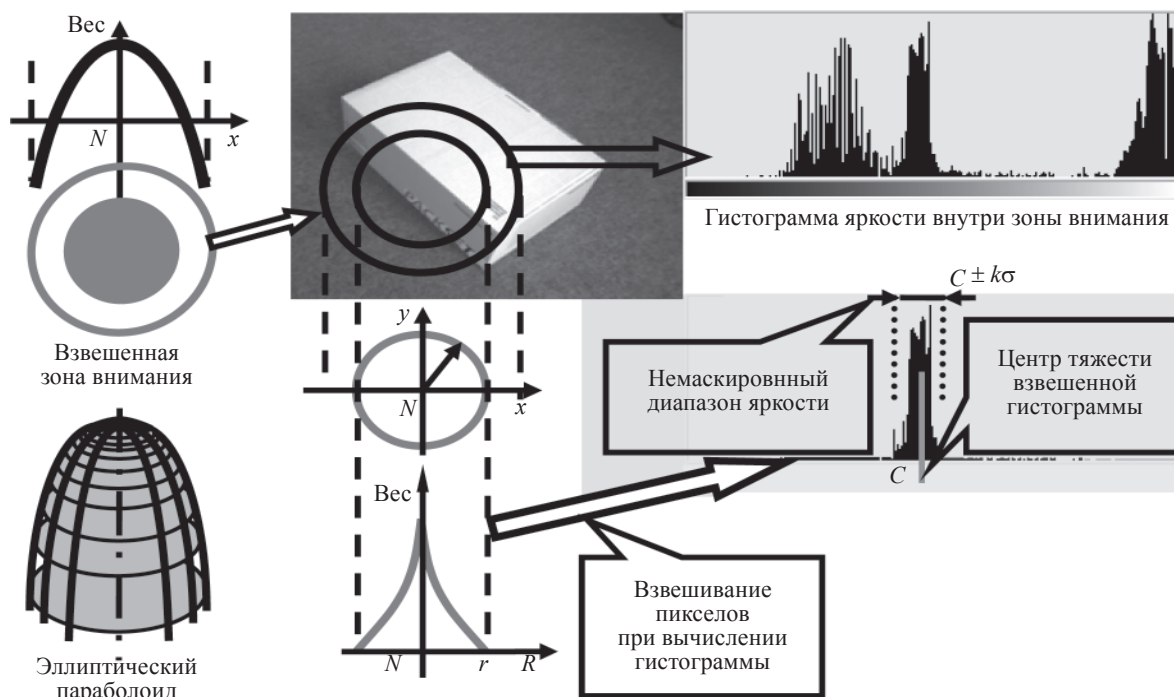 Вес
N
x
Взвешенная
зона внимания
Эллиптический
параболоид
y
N
x
Вес
N
r
R
Гистограмма яркости внутри зоны внимания
C ± kσ
Немаскировнный
диапазон яркости
Центр тяжести
взвешенной
гистограммы
C
Взвешивание
пикселов
при вычислении
гистограммы